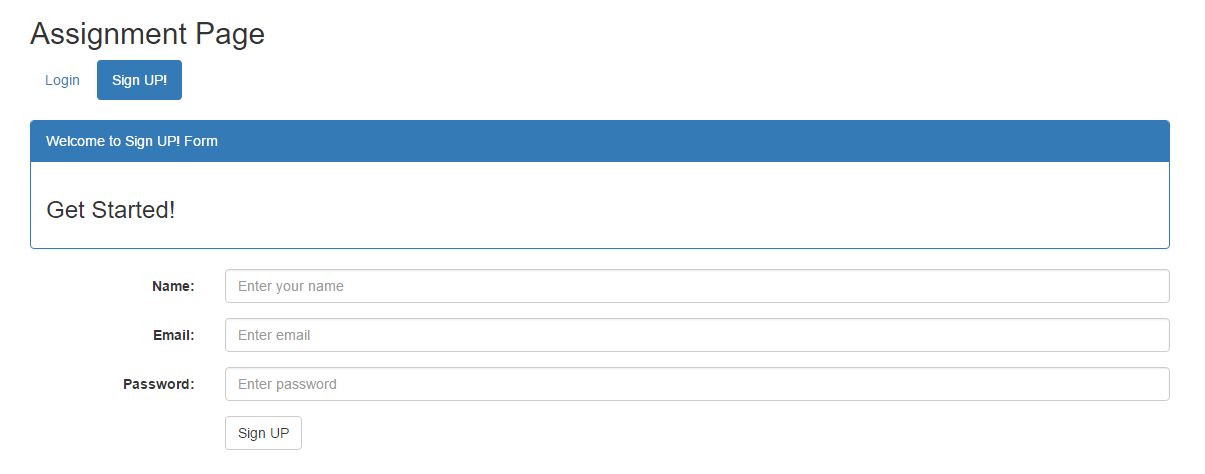 Assignment Page
Login Sign UP!
Welcome to Sign UP! Form
Get Started!
Name: Enter your name
Email: Enter email
Password: Enter password
Sign UP